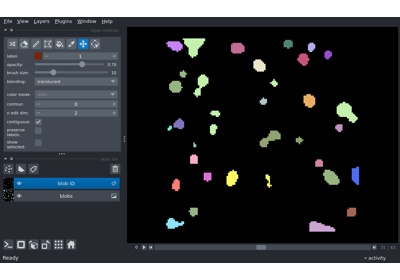 File View Layers Plugins Window Help
label: 1
opacity: 0.70
brush size: 10
blending: translucent
color mode:
contour: 0
n edit dim: 2
contiguous:
preserve labels:
show selected:
blob ID
blobs
Ready
activity